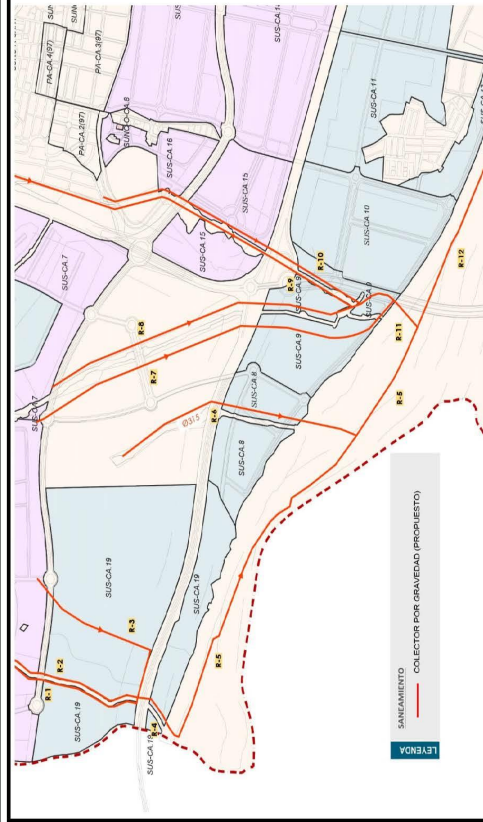 PA-CA.4(97)
PA-CA.3(97)
PA-CA.2(97)
SUNC-O-CA.8
SUS-CA.16
SUS-CA.15
SUS-CA.15
SUS-CA.11
SUS-CA.10
SUS-CA.7
SUS-CA.7
R-8
R-7
Ø315
R-6
R-9
R-10
SUS-CA.9
SUS-CA.9
SUS-CA.9
SUS-CA.8
SUS-CA.8
R-11
R-12
R-5
SUS-CA.19
R-3
R-2
R-1
SUS-CA.19
SUS-CA.19
R-4
SUS-CA.19
R-5
LEYENDA
SANEAMIENTO
COLECTOR POR GRAVEDAD (PROPUESTO)